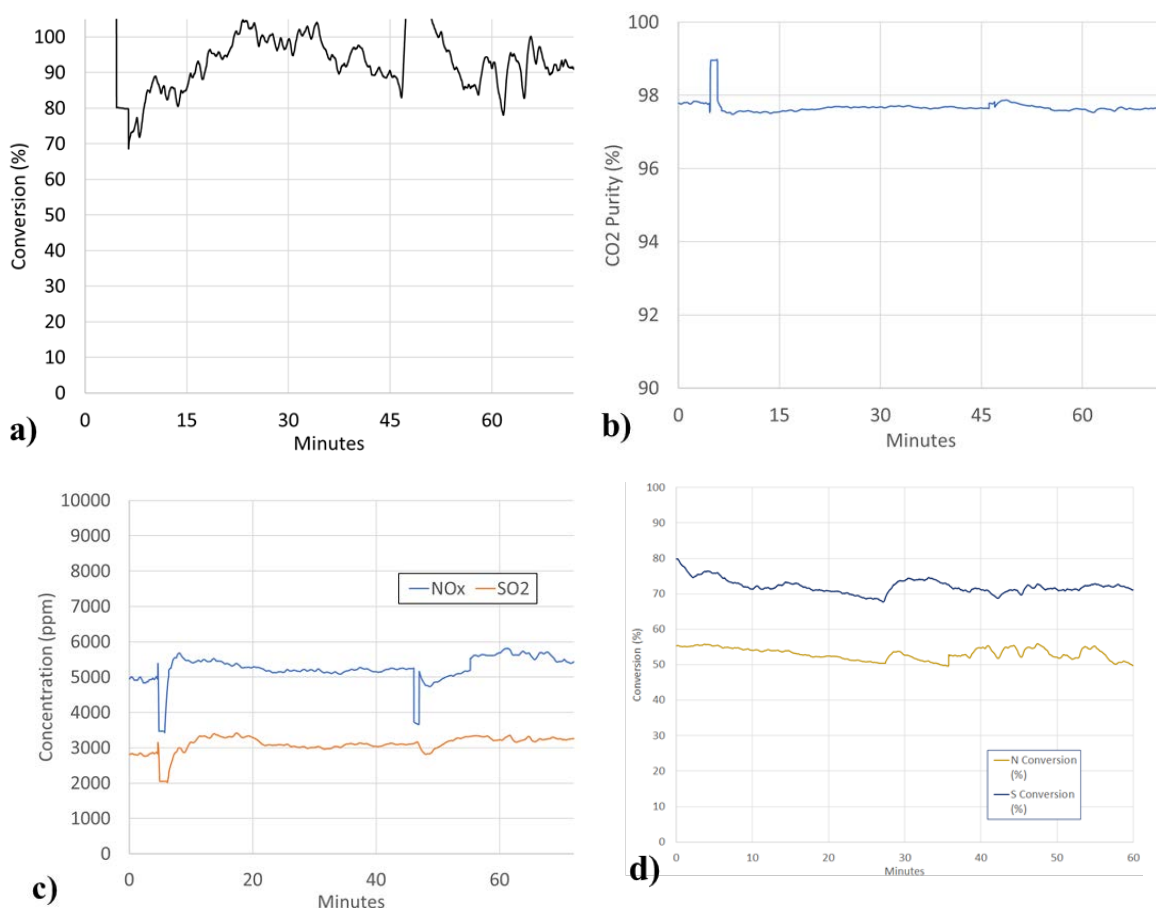 Conversion (%)
100
90
80
70
60
50
40
30
20
10
0
0 15 30 45 60
Minutes
a)
CO2 Purity (%)
100
98
96
94
92
90
0 15 30 45 60
Minutes
b)
Concentration (ppm)
10000
9000
8000
7000
6000
5000
4000
3000
2000
1000
0
NOx SO2
0 20 40 60
Minutes
c)
Conversion (%)
100
90
80
70
60
50
40
30
20
10
0
N Conversion
(%)
S Conversion
(%)
0 10 20 30 40 50 60
Minutes
d)